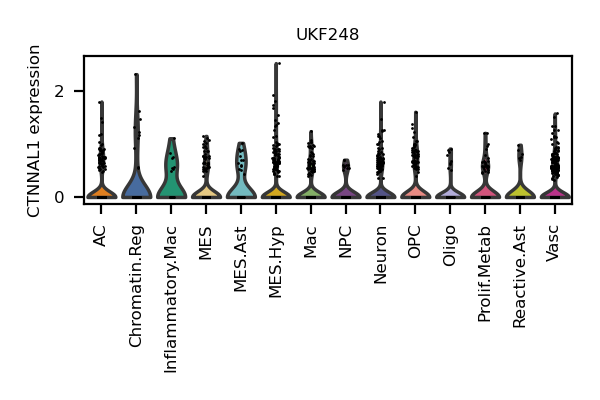 UKF248
CTNNAL1 expression
2
0
AC
Chromatin.Reg
Inflammatory.Mac
MES
MES.Ast
MES.Hyp
Mac
NPC
Neuron
OPC
Oligo
Prolif.Metab
Reactive.Ast
Vasc